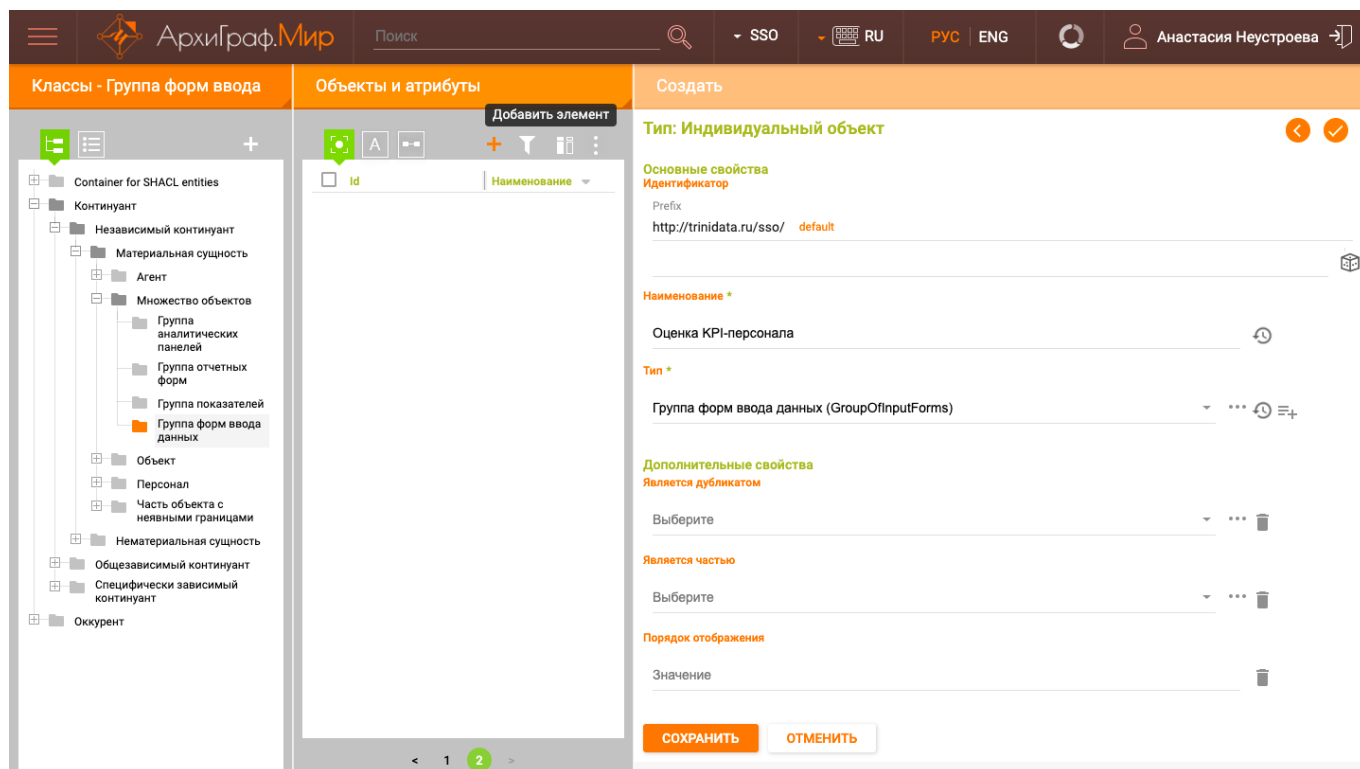 АрхиГраф.Мир
Поиск
SSO
RU
РУС | ENG
Анастасия Неустроева
Классы - Группа форм ввода
Объекты и атрибуты
Создать
Добавить элемент
A
Container for SHACL entities
Континуант
Независимый континуант
Материальная сущность
Агент
Множество объектов
Группа
аналитических
панелей
Группа отчетных
форм
Группа показателей
Группа форм ввода
данных
Объект
Персонал
Часть объекта с
неявными границами
Нематериальная сущность
Общезависимый континуант
Специфически зависимый
континуант
Оккурент
Id
Наименование
< 1 2 >
Тип: Индивидуальный объект
Основные свойства
Идентификатор
Prefix
http://trinidata.ru/sso/ default
Наименование *
Оценка KPI-персонала
Тип *
Группа форм ввода данных (GroupOfInputForms)
Дополнительные свойства
Является дубликатом
Выберите
Является частью
Выберите
Порядок отображения
Значение
СОХРАНИТЬ
ОТМЕНИТЬ